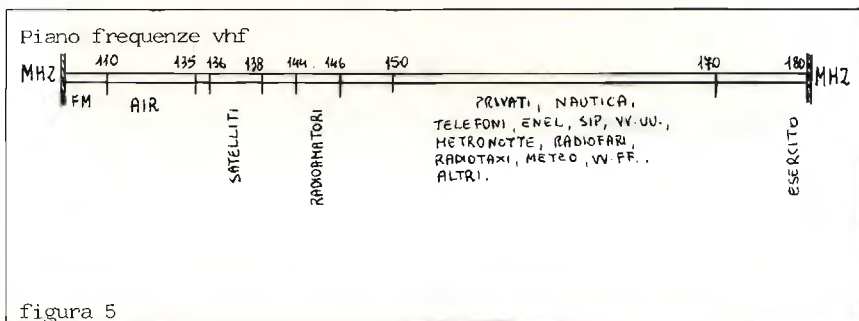 Piano frequenze vhf
MHZ 110 135 136 138 144. 146 150 170 180 MHZ
FM AIR SATELLITI RADIOAMATORI PRIVATI, NAUTICA,
TELEFONI, ENEL, SIP, VV.UU.,
METRONOTTE, RADIOFARI,
RADIOTAXI, METEO, VV.FF..
ALTRI.
ESERCITO
figura 5